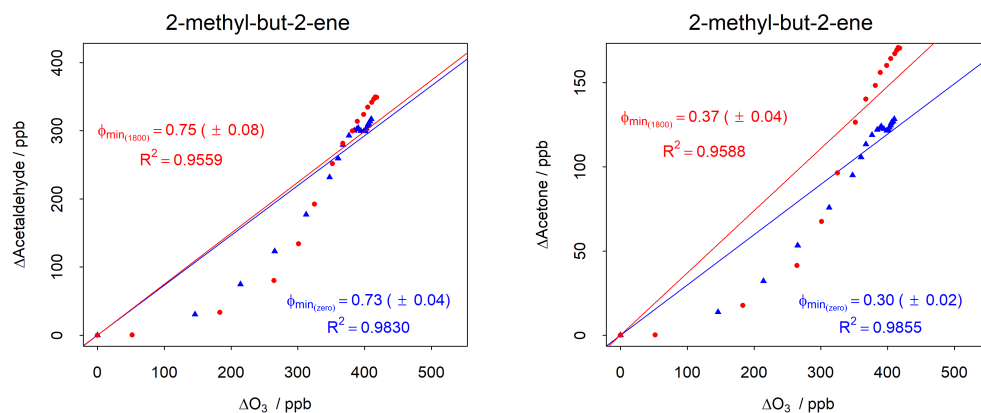 2-methyl-but-2-ene
ΔAcetaldehyde / ppb
400
300
200
100
0
ϕmin(1800) = 0.75 ( ± 0.08)
R² = 0.9559
ϕmin(zero) = 0.73 ( ± 0.04)
R² = 0.9830
0 100 200 300 400 500
ΔO₃ / ppb
2-methyl-but-2-ene
ΔAcetone / ppb
150
100
50
0
ϕmin(1800) = 0.37 ( ± 0.04)
R² = 0.9588
ϕmin(zero) = 0.30 ( ± 0.02)
R² = 0.9855
0 100 200 300 400 500
ΔO₃ / ppb